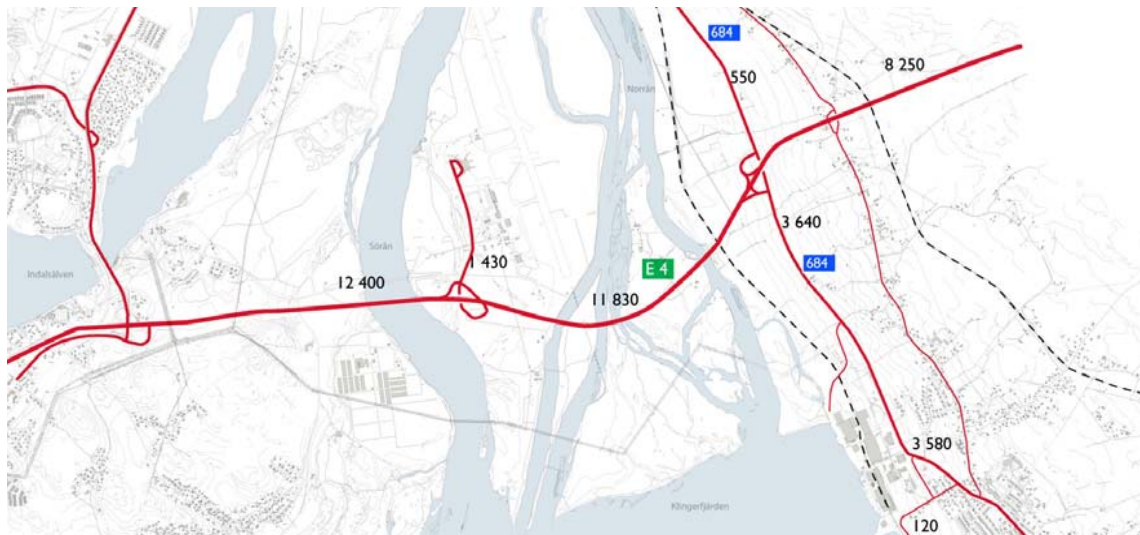 684
8 250
Norrån
550
3 640
Sörån
1 430
E 4
684
Indalsälven
12 400
11 830
3 580
Klingerfjärden
120